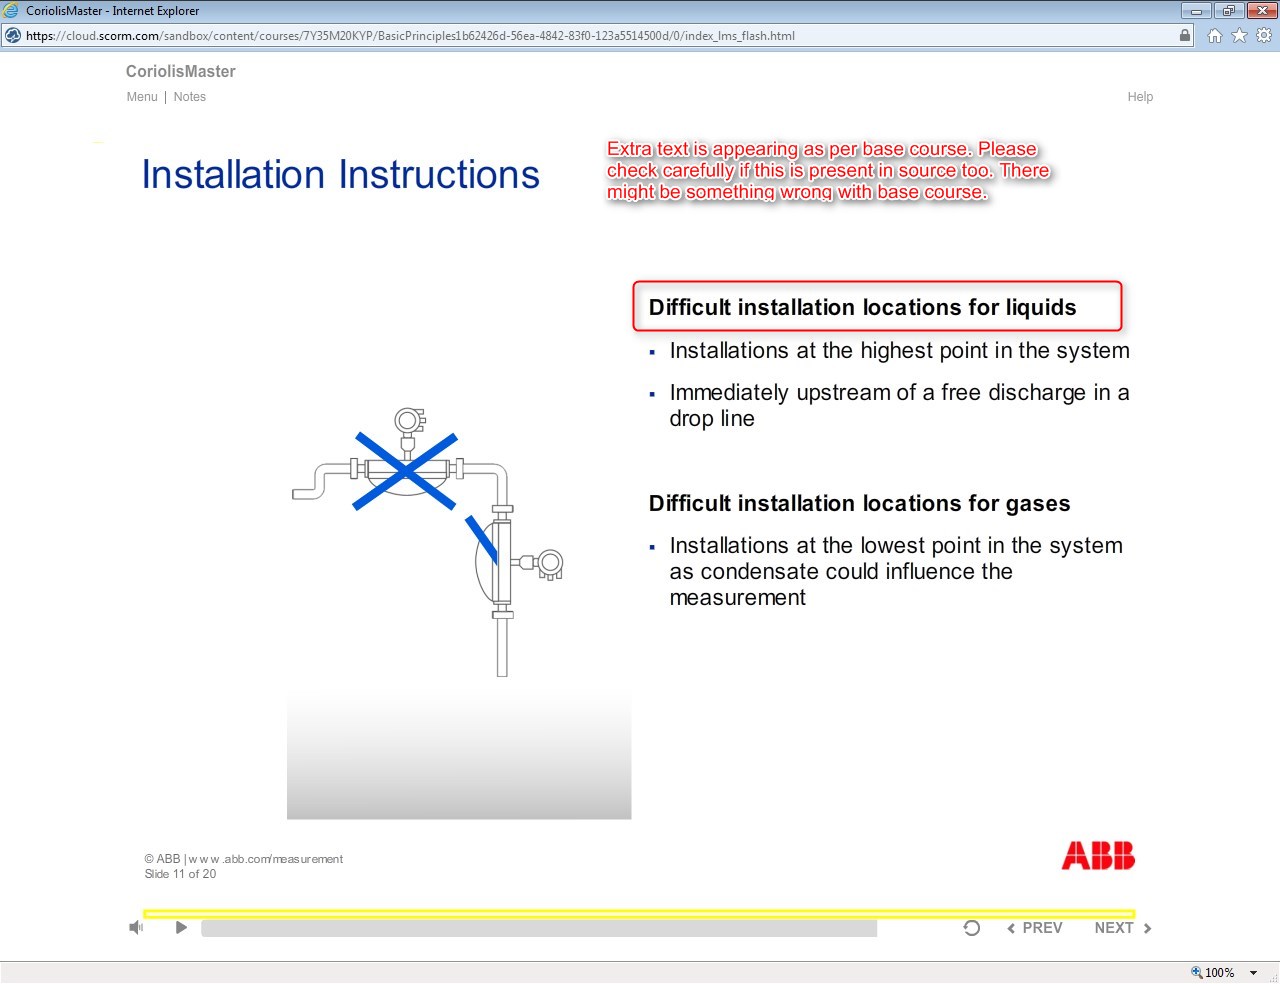 CoriolisMaster - Internet Explorer
https://cloud.scorm.com/sandbox/content/courses/7Y35M20KYP/BasicPrinciples1b62426d-56ea-4842-83f0-123a5514500d/0/index_lms_flash.html
CoriolisMaster
Menu | Notes
Help
Installation Instructions
Extra text is appearing as per base course. Please
check carefully if this is present in source too. There
might be something wrong with base course.
Difficult installation locations for liquids
▪ Installations at the highest point in the system
▪ Immediately upstream of a free discharge in a
drop line
Difficult installation locations for gases
▪ Installations at the lowest point in the system
as condensate could influence the
measurement
© ABB | www.abb.com/measurement
Slide 11 of 20
ABB
PREV
NEXT
100%